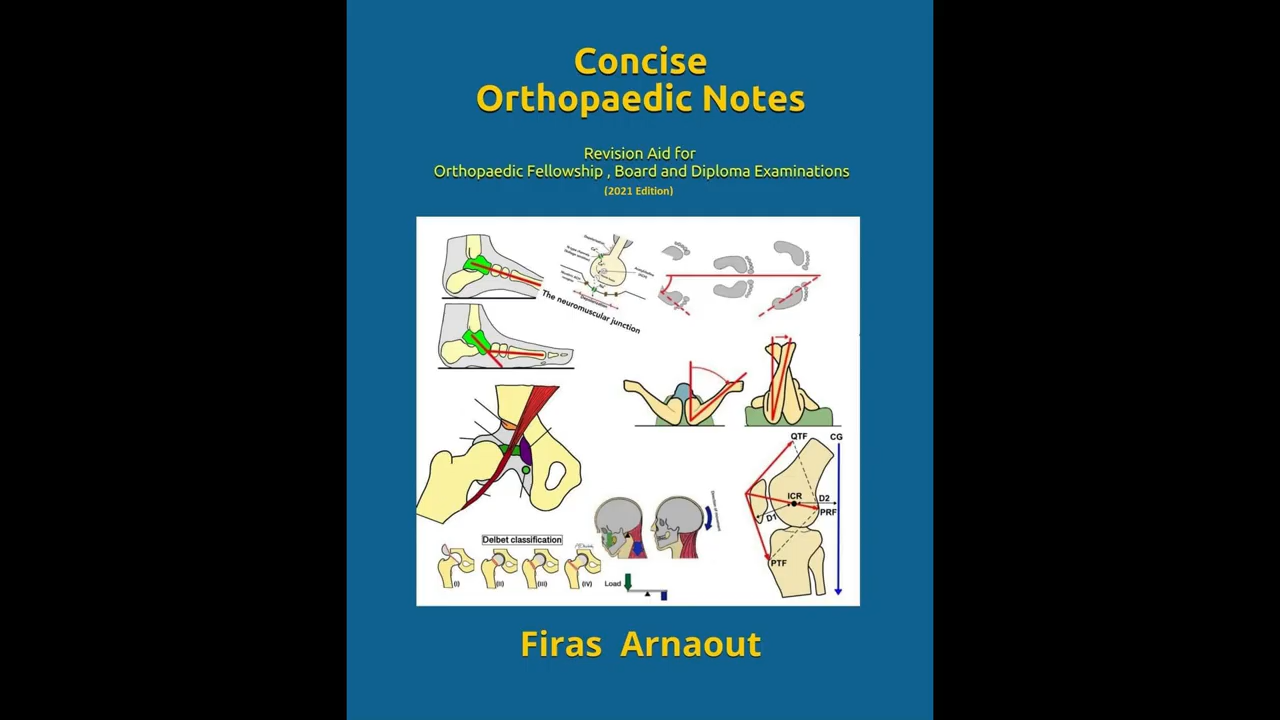 Concise
Orthopaedic Notes
Revision Aid for
Orthopaedic Fellowship , Board and Diploma Examinations
(2021 Edition)
The neuromuscular junction
QTF
CG
ICR
D2
D1
PRF
PTF
Delbet classification
(I)
(II)
(III)
(IV)
Load
Firas Arnaout